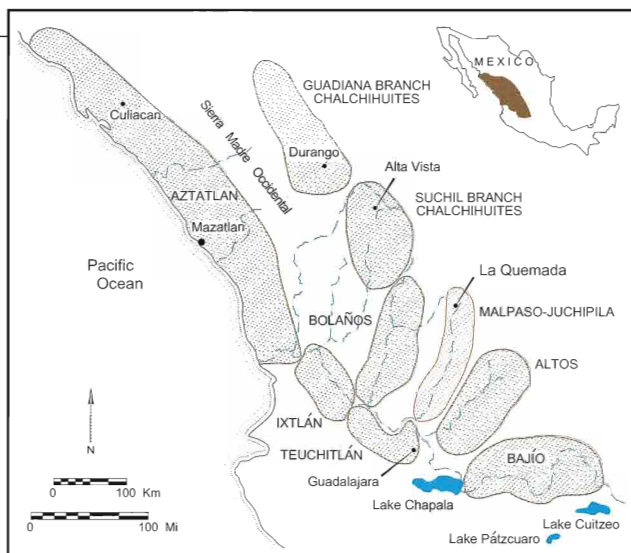 MEXICO
GUADIANA BRANCH
CHALCHIHUITES
Culiacan
Sierra Madre Occidental
Durango
Alta Vista
AZTATLAN
SUCHIL BRANCH
CHALCHIHUITES
Mazatlan
Pacific
Ocean
La Quemada
BOLAÑOS
MALPASO-JUCHIPILA
ALTOS
IXTLÁN
N
TEUCHITLÁN
BAJÍO
0 100 Km
Guadalajara
Lake Chapala
0 100 Mi
Lake Cuitzeo
Lake Pátzcuaro